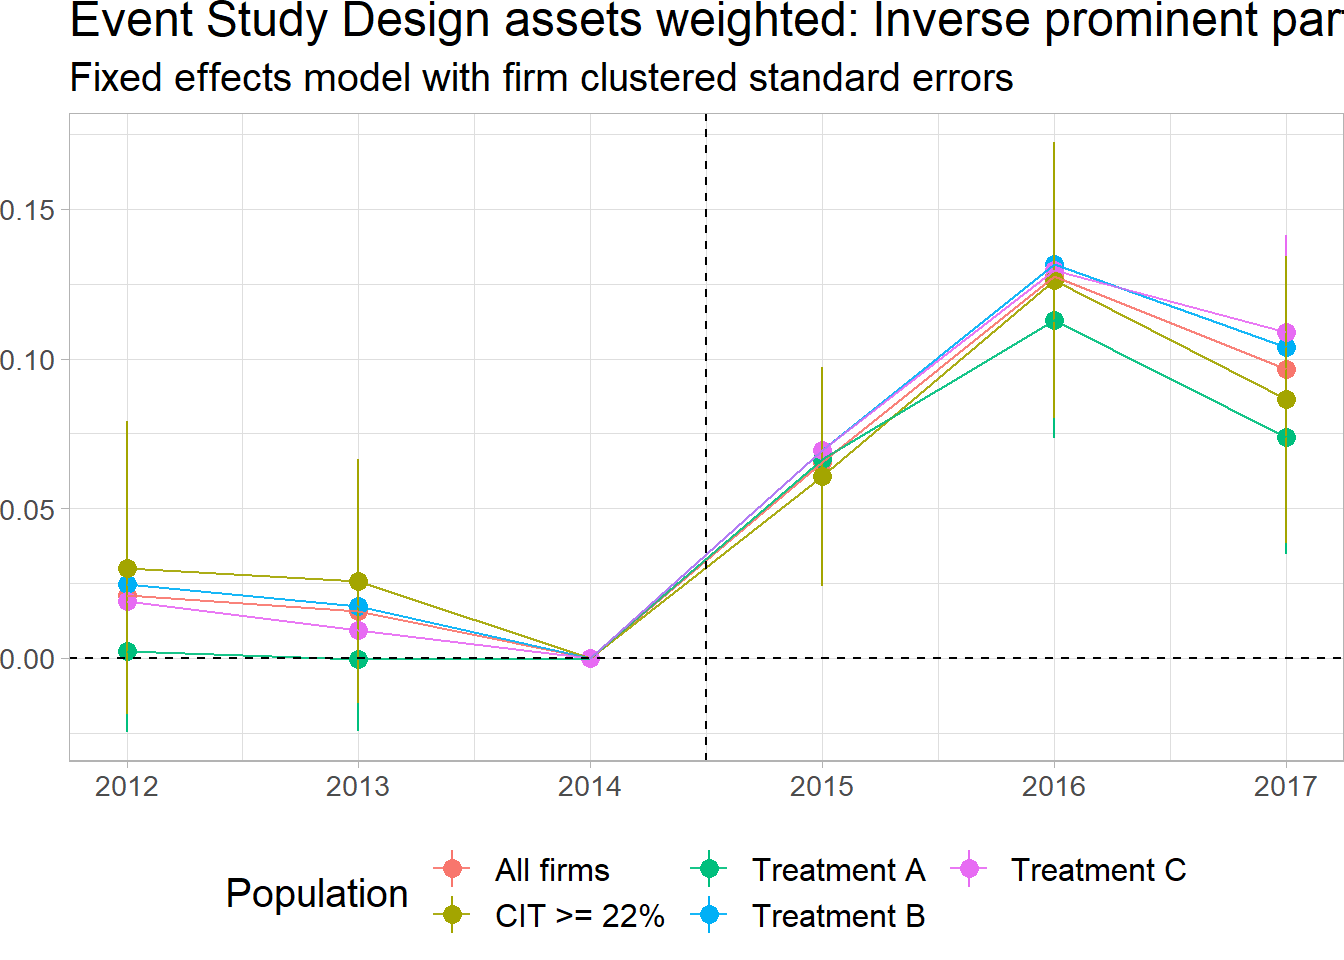 Event Study Design assets weighted: Inverse prominent par
Fixed effects model with firm clustered standard errors
0.15
0.10
0.05
0.00
2012 2013 2014 2015 2016 2017
Population
All firms Treatment A Treatment C
CIT >= 22% Treatment B